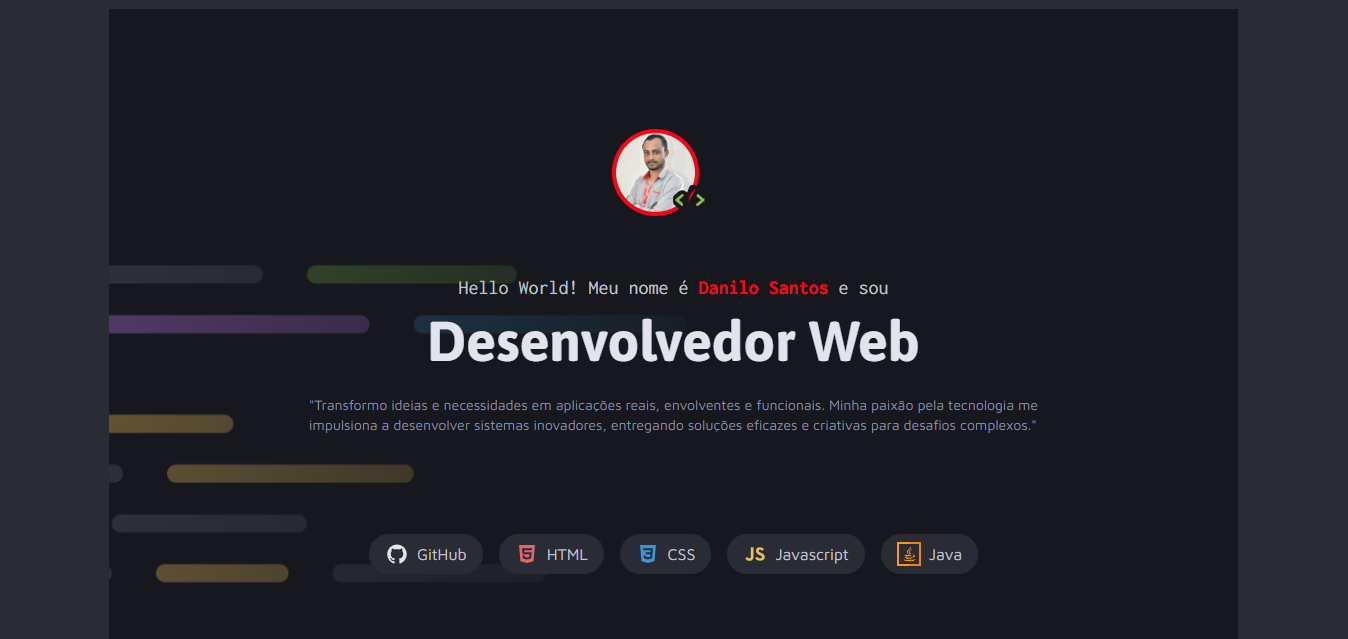 </>
Hello World! Meu nome é Danilo Santos e sou
Desenvolvedor Web
"Transformo ideias e necessidades em aplicações reais, envolventes e funcionais. Minha paixão pela tecnologia me
impulsiona a desenvolver sistemas inovadores, entregando soluções eficazes e criativas para desafios complexos."
GitHub 5 HTML 3 CSS JS Javascript Java